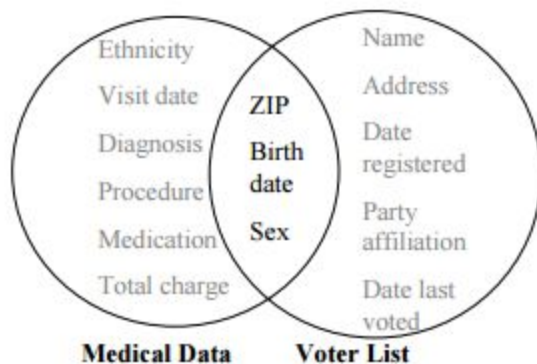 Ethnicity
Visit date
Diagnosis
Procedure
Medication
Total charge
ZIP
Birth
date
Sex
Name
Address
Date
registered
Party
affiliation
Date last
voted
Medical Data
Voter List